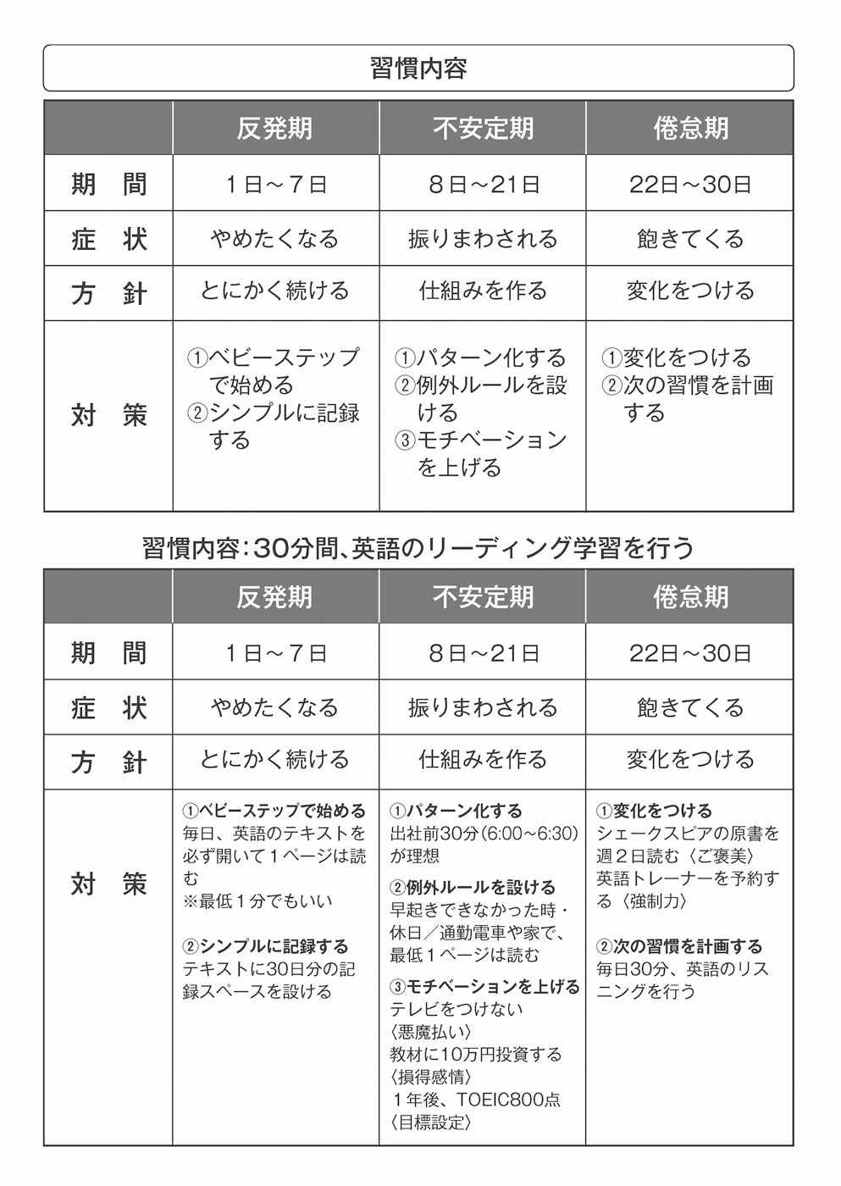 習慣内容
反発期 不安定期 倦怠期
期 間 1日〜7日 8日〜21日 22日〜30日
症 状 やめたくなる 振りまわされる 飽きてくる
方 針 とにかく続ける 仕組みを作る 変化をつける
対 策
①ベビーステップ
で始める
②シンプルに記録
する
①パターン化する
②例外ルールを設
ける
③モチベーション
を上げる
①変化をつける
②次の習慣を計画
する
習慣内容:30分間、英語のリーディング学習を行う
反発期 不安定期 倦怠期
期 間 1日〜7日 8日〜21日 22日〜30日
症 状 やめたくなる 振りまわされる 飽きてくる
方 針 とにかく続ける 仕組みを作る 変化をつける
対 策
①ベビーステップで始める
毎日、英語のテキストを
必ず開いて1ページは読
む
※最低1分でもいい
②シンプルに記録する
テキストに30日分の記
録スペースを設ける
①パターン化する
出社前30分(6:00〜6:30)
が理想
②例外ルールを設ける
早起きできなかった時・
休日/通勤電車や家で、
最低1ページは読む
③モチベーションを上げる
テレビをつけない
〈悪魔払い〉
教材に10万円投資する
〈損得感情〉
1年後、TOEIC800点
〈目標設定〉
①変化をつける
シェークスピアの原書を
週2日読む〈ご褒美〉
英語トレーナーを予約す
る〈強制力〉
②次の習慣を計画する
毎日30分、英語のリス
ニングを行う